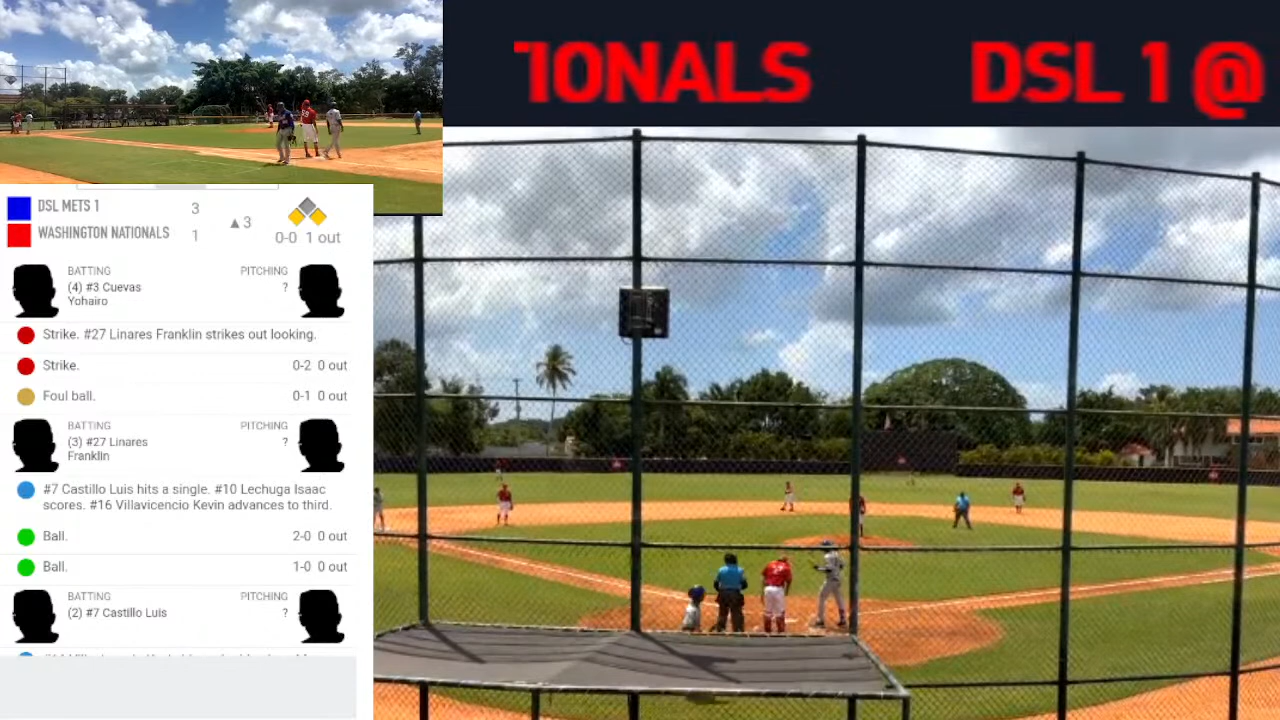 TONALS DSL 1 @
DSL METS 1 3
WASHINGTON NATIONALS 1
▲3
0-0 1 out
BATTING PITCHING
(4) #3 Cuevas ?
Yohairo
Strike. #27 Linares Franklin strikes out looking.
Strike. 0-2 0 out
Foul ball. 0-1 0 out
BATTING PITCHING
(3) #27 Linares ?
Franklin
#7 Castillo Luis hits a single. #10 Lechuga Isaac
scores. #16 Villavicencio Kevin advances to third.
Ball. 2-0 0 out
Ball. 1-0 0 out
BATTING PITCHING
(2) #7 Castillo Luis ?